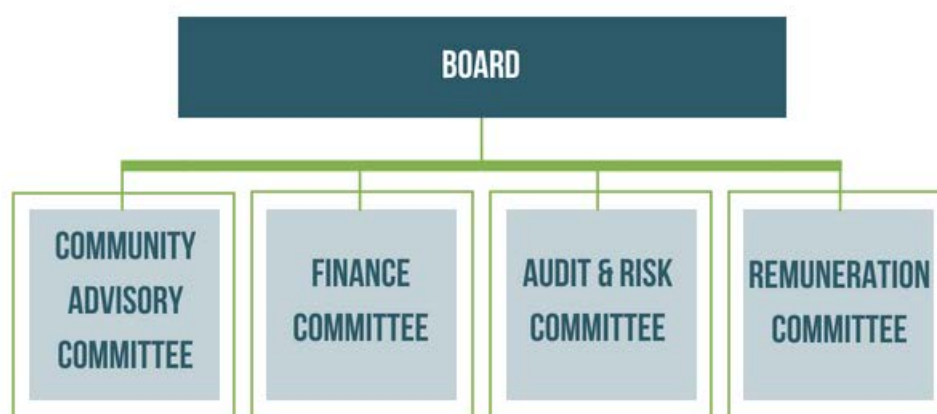 BOARD
COMMUNITY
ADVISORY
COMMITTEE
FINANCE
COMMITTEE
AUDIT & RISK
COMMITTEE
REMUNERATION
COMMITTEE